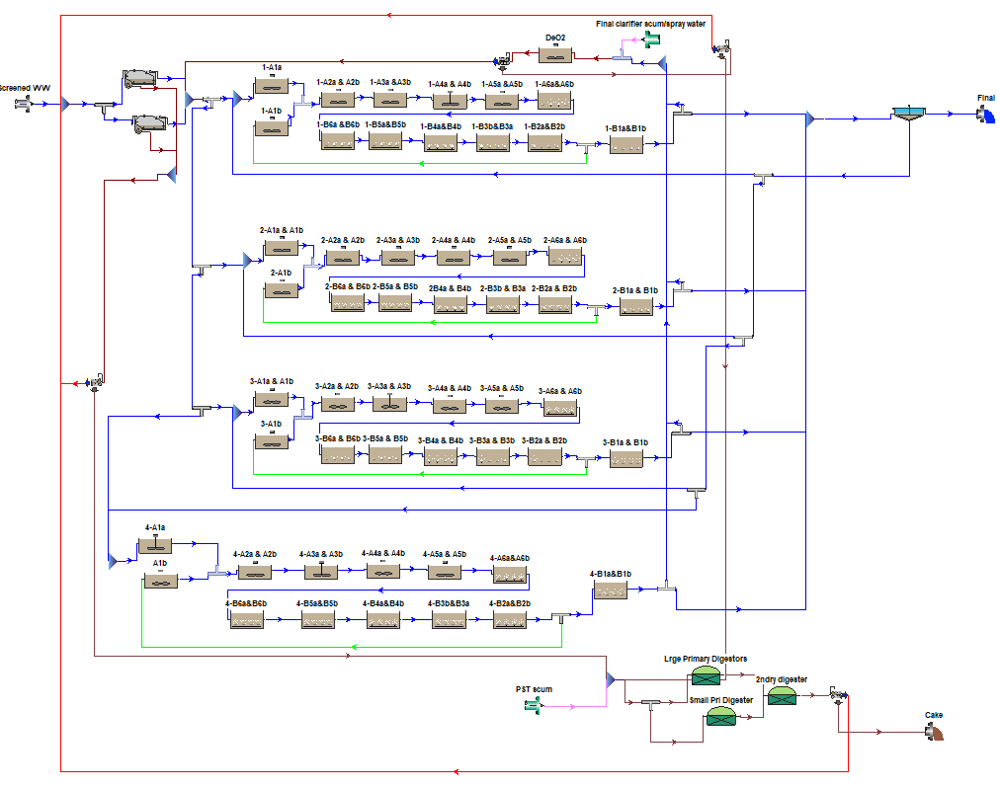 Final clarifier scum/spray water
DeO2
Screened WW
1-A1a
1-A2a & A2b
1-A3a & A3b
1-A4a & A4b
1-A5a & A5b
1-A6a&A6b
Final
1-A1b
1-B6a & B6b
1-B5a&B5b
1-B4a&B4b
1-B3b&B3a
1-B2a&B2b
1-B1a&B1b
2-A1a & A1b
2-A2a & A2b
2-A3a & A3b
2-A4a & A4b
2-A5a & A5b
2-A6a & A6b
2-A1b
2-B6a & B6b
2-B5a & B5b
2B4a & B4b
2-B3b & B3a
2-B2a & B2b
2-B1a & B1b
3-A1a & A1b
3-A2a & A2b
3-A3a & A3b
3-A4a & A4b
3-A5a & A5b
3-A6a & A6b
3-A1b
3-B6a & B6b
3-B5a & B5b
3-B4a & B4b
3-B3a & B3b
3-B2a & B2b
3-B1a & B1b
4-A1a
4-A2a & A2b
4-A3a & A3b
4-A4a & A4b
4-A5a & A5b
4-A6a&A6b
A1b
4-B1a&B1b
4-B6a&B6b
4-B5a&B5b
4-B4a&B4b
4-B3b&B3a
4-B2a&B2b
Lrge Primary Digestors
2ndry digester
PST scum
Small Pri Digester
Cake